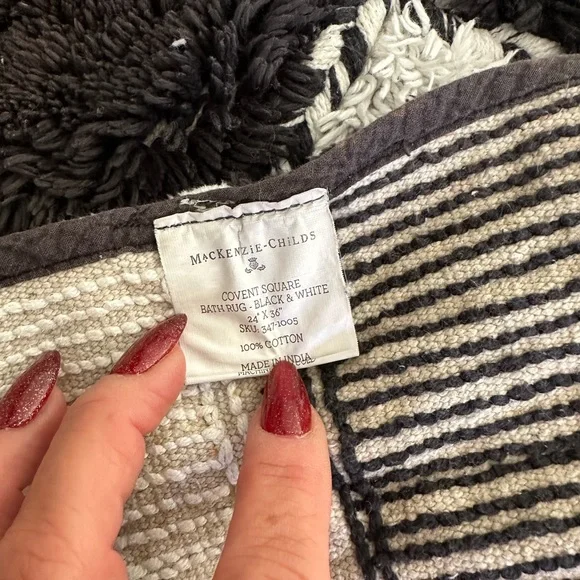 MACKENZIE-CHILDS
COVENT SQUARE
BATH RUG - BLACK & WHITE
24" X 36"
SKU: 347-1005
100% COTTON
MADE IN INDIA